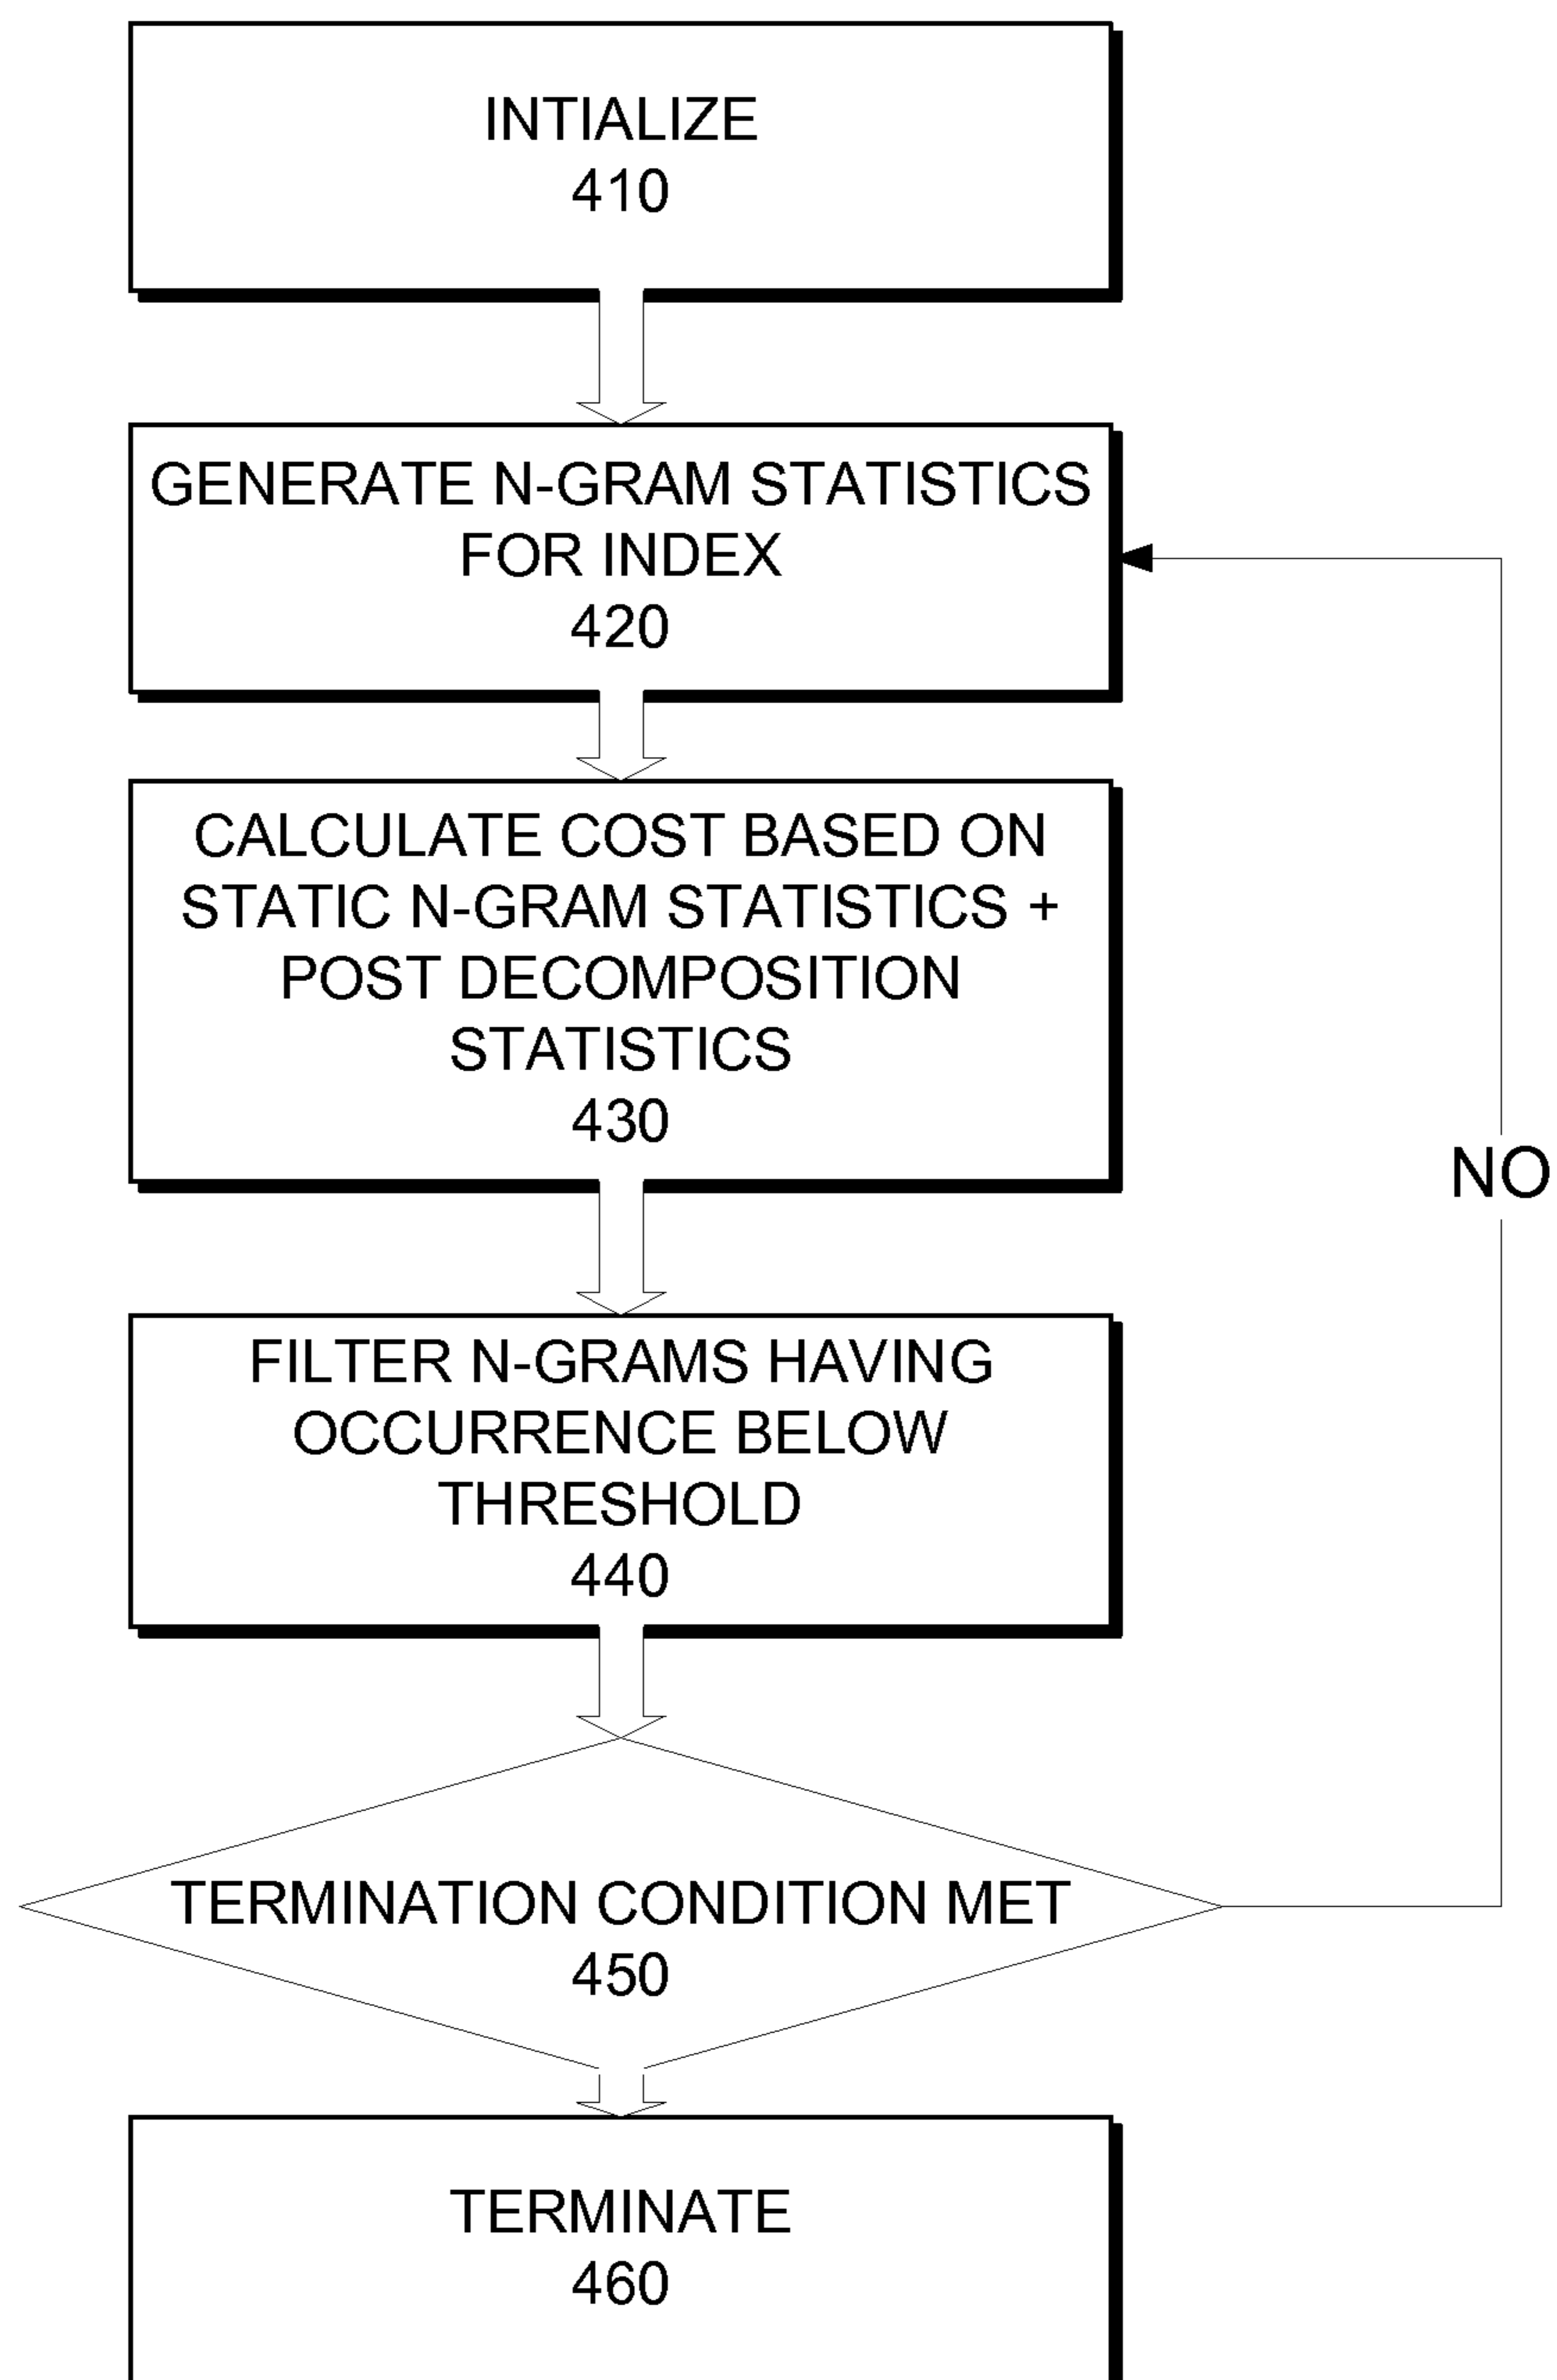 INTIALIZE
410
GENERATE N-GRAM STATISTICS
FOR INDEX
420
CALCULATE COST BASED ON
STATIC N-GRAM STATISTICS +
POST DECOMPOSITION
STATISTICS
430
NO
FILTER N-GRAMS HAVING
OCCURRENCE BELOW
THRESHOLD
440
TERMINATION CONDITION MET
450
TERMINATE
460